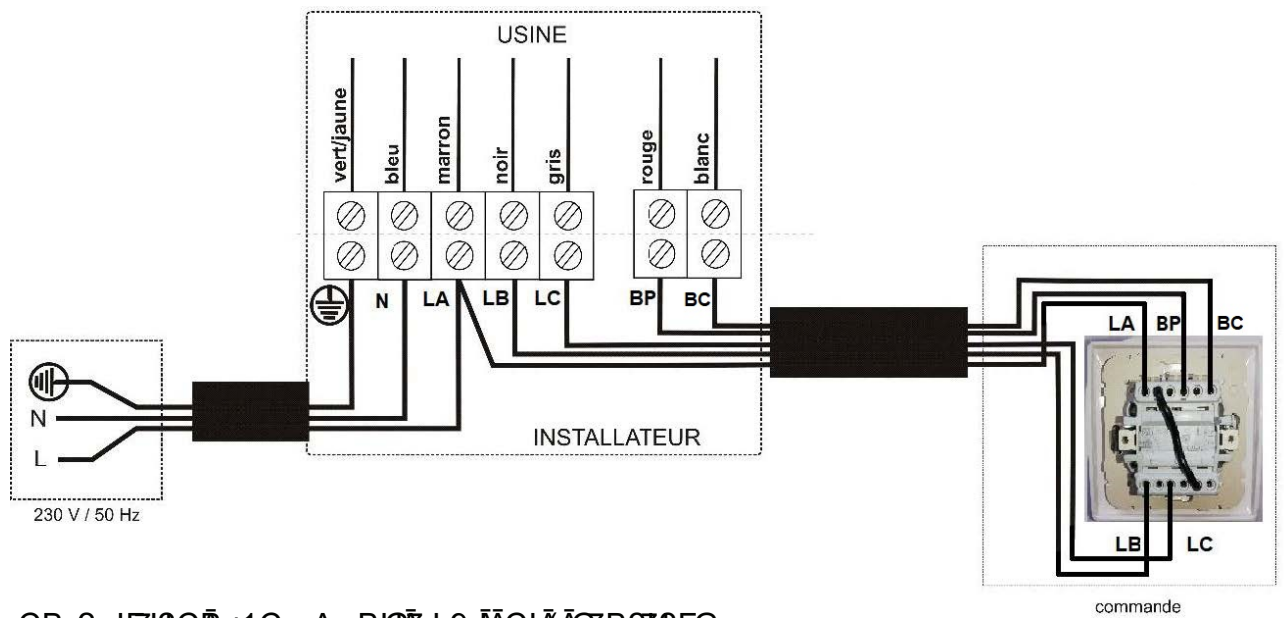 USINE
vert/jaune
bleu
marron
noir
gris
rouge
blanc
N LA LB LC BP BC
LA BP BC
N
L
INSTALLATEUR
230 V / 50 Hz
LB LC
commande